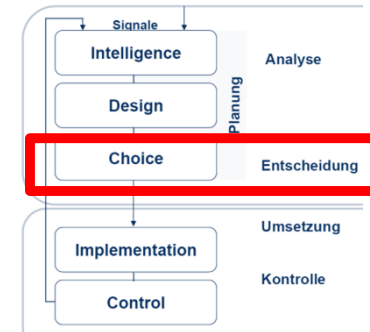 Signale
Intelligence
Analyse
Design
Planung
Choice
Entscheidung
Umsetzung
Implementation
Kontrolle
Control